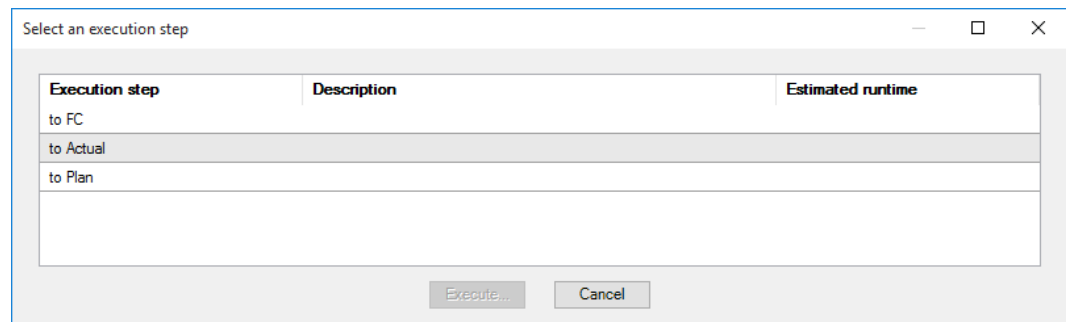 Select an execution step
Execution step Description Estimated runtime
to FC
to Actual
to Plan
Execute... Cancel